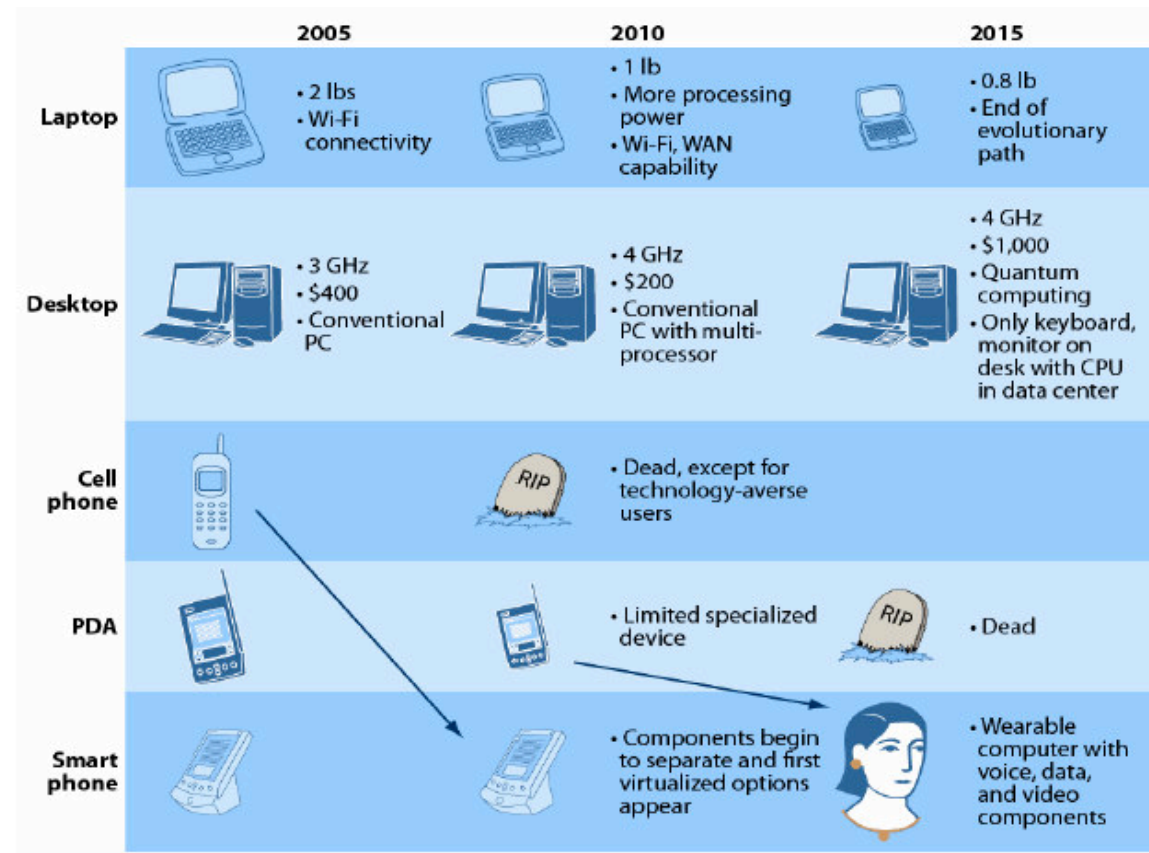 2005 2010 2015
Laptop
• 2 lbs
• Wi-Fi
connectivity
• 1 lb
• More processing
power
• Wi-Fi, WAN
capability
• 0.8 lb
• End of
evolutionary
path
Desktop
• 3 GHz
• $400
• Conventional
PC
• 4 GHz
• $200
• Conventional
PC with multi-
processor
• 4 GHz
• $1,000
• Quantum
computing
• Only keyboard,
monitor on
desk with CPU
in data center
Cell
phone
RIP
• Dead, except for
technology-averse
users
PDA
• Limited specialized
device
RIP
• Dead
Smart
phone
• Components begin
to separate and first
virtualized options
appear
• Wearable
computer with
voice, data,
and video
components